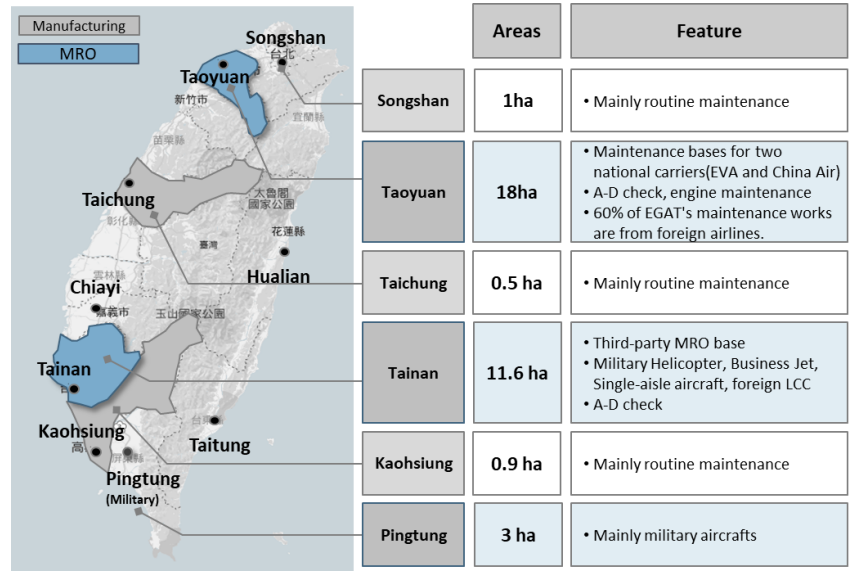 Manufacturing
MRO
Songshan
台北
Taoyuan
新竹市
宜蘭縣
苗栗縣
Taichung
彰化縣
太魯閣
國家公園
花蓮縣
臺灣
Hualian
雲林縣
Chiayi
嘉義市
玉山國家公園
Tainan
台
Kaohsiung
高
台東
Taitung
屏東縣
Pingtung
(Military)
Areas
Feature
Songshan
1ha
• Mainly routine maintenance
Taoyuan
18ha
• Maintenance bases for two
national carriers(EVA and China Air)
• A-D check, engine maintenance
• 60% of EGAT's maintenance works
are from foreign airlines.
Taichung
0.5 ha
• Mainly routine maintenance
Tainan
11.6 ha
• Third-party MRO base
• Military Helicopter, Business Jet,
Single-aisle aircraft, foreign LCC
• A-D check
Kaohsiung
0.9 ha
• Mainly routine maintenance
Pingtung
3 ha
• Mainly military aircrafts